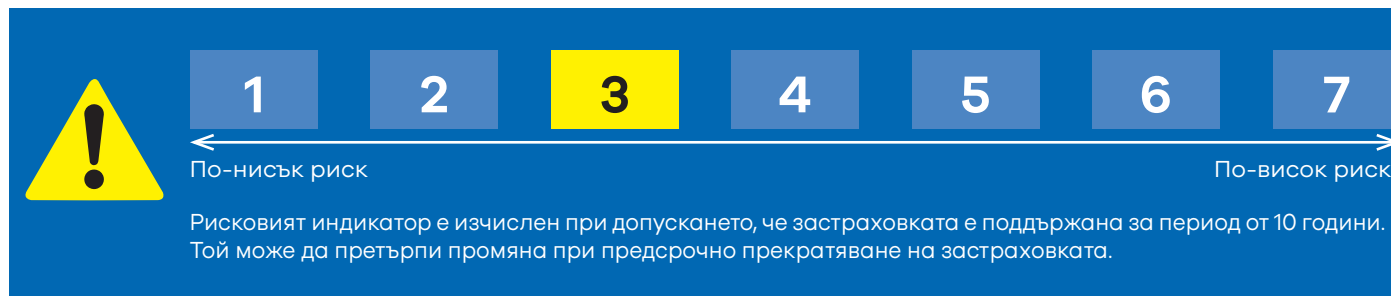 1 2 3 4 5 6 7
По-нисък риск По-висок риск
Рисковият индикатор е изчислен при допускането, че застраховката е поддържана за период от 10 години.
Той може да претърпи промяна при предсрочно прекратяване на застраховката.